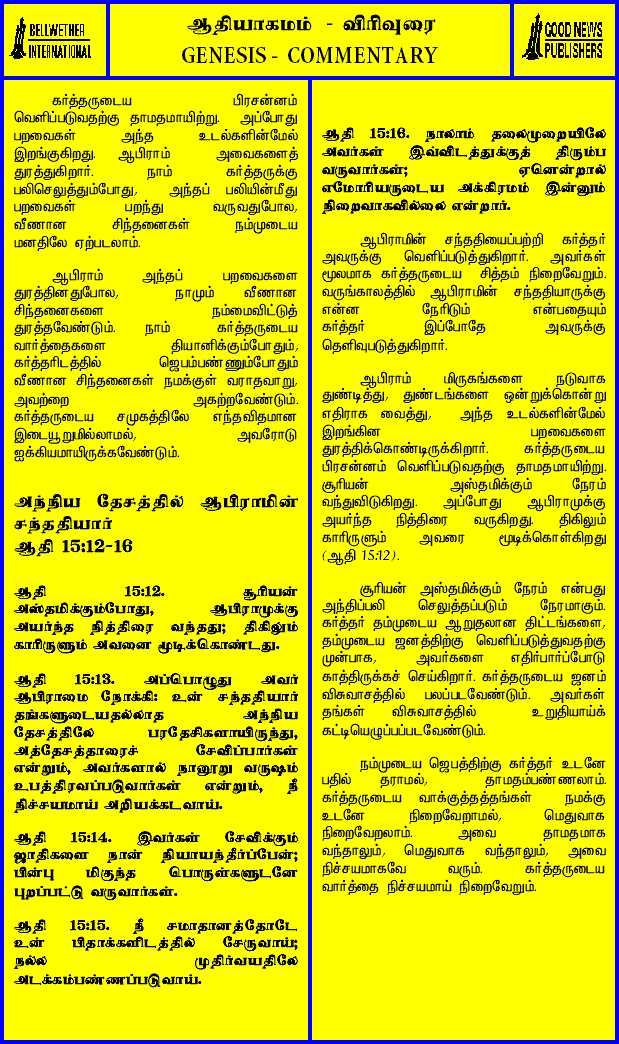 BELLWETHER
INTERNATIONAL
ஆதியாகமம் - விரிவுரை
GENESIS - COMMENTARY
GOOD NEWS
PUBLISHERS
கர்த்தருடைய பிரசன்னம்
வெளிப்படுவதற்கு தாமதமாயிற்று. அப்போது
பறவைகள் அந்த உடல்களின்மேல்
இறங்குகிறது. ஆபிராம் அவைகளைத்
துரத்துகிறார். நாம் கர்த்தருக்கு
பலிசெலுத்தும்போது, அந்தப் பலியின்மீது
பறவைகள் பறந்து வருவதுபோல,
வீணான சிந்தனைகள் நம்முடைய
மனதிலே ஏற்படலாம்.
ஆபிராம் அந்தப் பறவைகளை
துரத்தினதுபோல, நாமும் வீணான
சிந்தனைகளை நம்மைவிட்டுத்
துரத்தவேண்டும். நாம் கர்த்தருடைய
வார்த்தைகளை தியானிக்கும்போதும்,
கர்த்தரிடத்தில் ஜெபம்பண்ணும்போதும்
வீணான சிந்தனைகள் நமக்குள் வராதவாறு,
அவற்றை அகற்றவேண்டும்.
கர்த்தருடைய சமுகத்திலே எந்தவிதமான
இடையூறுமில்லாமல், அவரோடு
ஐக்கியமாயிருக்கவேண்டும்.
அந்நிய தேசத்தில் ஆபிராமின்
சந்ததியார்
ஆதி 15:12-16
ஆதி 15:12. சூரியன்
அஸ்தமிக்கும்போது, ஆபிராமுக்கு
அயர்ந்த நித்திரை வந்தது; திகிலும்
காரிருளும் அவனை மூடிக்கொண்டது.
ஆதி 15:13. அப்பொழுது அவர்
ஆபிராமை நோக்கி: உன் சந்ததியார்
தங்களுடையதல்லாத அந்நிய
தேசத்திலே பரதேசிகளாயிருந்து,
அத்தேசத்தாரைச் சேவிப்பார்கள்
என்றும், அவர்களால் நானூறு வருஷம்
உபத்திரவப்படுவார்கள் என்றும், நீ
நிச்சயமாய் அறியக்கடவாய்.
ஆதி 15:14. இவர்கள் சேவிக்கும்
ஜாதிகளை நான் நியாயந்தீர்ப்பேன்;
பின்பு மிகுந்த பொருள்களுடனே
புறப்பட்டு வருவார்கள்.
ஆதி 15:15. நீ சமாதானத்தோடே
உன் பிதாக்களிடத்தில் சேருவாய்;
நல்ல முதிர்வயதிலே
அடக்கம்பண்ணப்படுவாய்.
ஆதி 15:16. நாலாம் தலைமுறையிலே
அவர்கள் இவ்விடத்துக்குத் திரும்ப
வருவார்கள்; ஏனென்றால்
எமோரியருடைய அக்கிரமம் இன்னும்
நிறைவாகவில்லை என்றார்.
ஆபிராமின் சந்ததியைப்பற்றி கர்த்தர்
அவருக்கு வெளிப்படுத்துகிறார். அவர்கள்
மூலமாக கர்த்தருடைய சித்தம் நிறைவேறும்.
வருங்காலத்தில் ஆபிராமின் சந்ததியாருக்கு
என்ன நேரிடும் என்பதையும்
கர்த்தர் இப்போதே அவருக்கு
தெளிவுபடுத்துகிறார்.
ஆபிராம் மிருகங்களை நடுவாக
துண்டித்து, துண்டங்களை ஒன்றுக்கொன்று
எதிராக வைத்து, அந்த உடல்களின்மேல்
இறங்கின பறவைகளை
துரத்திக்கொண்டிருக்கிறார். கர்த்தருடைய
பிரசன்னம் வெளிப்படுவதற்கு தாமதமாயிற்று.
சூரியன் அஸ்தமிக்கும் நேரம்
வந்துவிடுகிறது. அப்போது ஆபிராமுக்கு
அயர்ந்த நித்திரை வருகிறது. திகிலும்
காரிருளும் அவரை மூடிக்கொள்கிறது
(ஆதி 15:12).
சூரியன் அஸ்தமிக்கும் நேரம் என்பது
அந்திப்பலி செலுத்தப்படும் நேரமாகும்.
கர்த்தர் தம்முடைய ஆறுதலான திட்டங்களை,
தம்முடைய ஜனத்திற்கு வெளிப்படுத்துவதற்கு
முன்பாக, அவர்களை எதிர்பார்ப்போடு
காத்திருக்கச் செய்கிறார். கர்த்தருடைய ஜனம்
விசுவாசத்தில் பலப்படவேண்டும். அவர்கள்
தங்கள் விசுவாசத்தில் உறுதியாய்க்
கட்டியெழுப்பப்படவேண்டும்.
நம்முடைய ஜெபத்திற்கு கர்த்தர் உடனே
பதில் தராமல், தாமதம்பண்ணலாம்.
கர்த்தருடைய வாக்குத்தத்தங்கள் நமக்கு
உடனே நிறைவேறாமல், மெதுவாக
நிறைவேறலாம். அவை தாமதமாக
வந்தாலும், மெதுவாக வந்தாலும், அவை
நிச்சயமாகவே வரும். கர்த்தருடைய
வார்த்தை நிச்சயமாய் நிறைவேறும்.